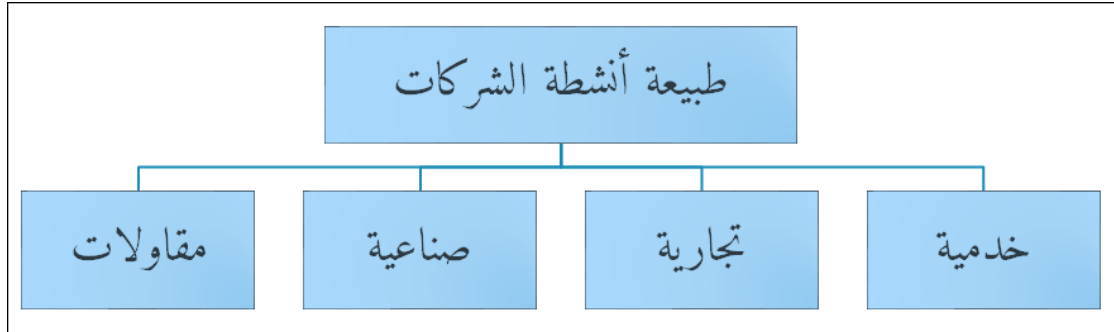 طبيعة أنشطة الشركات
خدمية
تجارية
صناعية
مقاولات